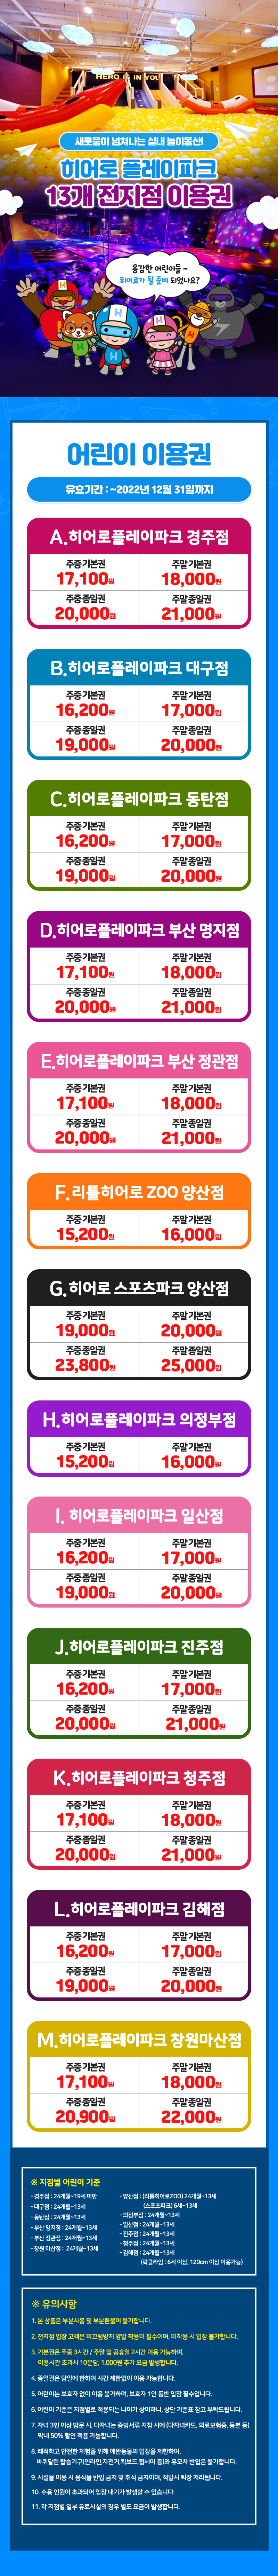 HERO IS IN YOU
새로움이 넘쳐나는 실내 놀이동산!
히어로 플레이파크
13개 전지점 이용권
용감한 어린이들~
히어로가 될 준비 되었나요?
어린이 이용권
유효기간 : ~2022년 12월 31일까지
A.히어로플레이파크 경주점
주중 기본권 주말 기본권
17,100원 18,000원
주중 종일권 주말 종일권
20,000원 21,000원
B.히어로플레이파크 대구점
주중 기본권 주말 기본권
16,200원 17,000원
주중 종일권 주말 종일권
19,000원 20,000원
C.히어로플레이파크 동탄점
주중 기본권 주말 기본권
16,200원 17,000원
주중 종일권 주말 종일권
19,000원 20,000원
D.히어로플레이파크 부산 명지점
주중 기본권 주말 기본권
17,100원 18,000원
주중 종일권 주말 종일권
20,000원 21,000원
E.히어로플레이파크 부산 정관점
주중 기본권 주말 기본권
17,100원 18,000원
주중 종일권 주말 종일권
20,000원 21,000원
F.리틀히어로 ZOO 양산점
주중 기본권 주말 기본권
15,200원 16,000원
G.히어로 스포츠파크 양산점
주중 기본권 주말 기본권
19,000원 20,000원
주중 종일권 주말 종일권
23,800원 25,000원
H.히어로플레이파크 의정부점
주중 기본권 주말 기본권
15,200원 16,000원
I. 히어로플레이파크 일산점
주중 기본권 주말 기본권
16,200원 17,000원
주중 종일권 주말 종일권
19,000원 20,000원
J.히어로플레이파크 진주점
주중 기본권 주말 기본권
16,200원 17,000원
주중 종일권 주말 종일권
20,000원 21,000원
K.히어로플레이파크 청주점
주중 기본권 주말 기본권
17,100원 18,000원
주중 종일권 주말 종일권
20,000원 21,000원
L.히어로플레이파크 김해점
주중 기본권 주말 기본권
16,200원 17,000원
주중 종일권 주말 종일권
19,000원 20,000원
M.히어로플레이파크 창원마산점
주중 기본권 주말 기본권
17,100원 18,000원
주중 종일권 주말 종일권
20,900원 22,000원
※ 지점별 어린이 기준
- 경주점 : 24개월~19세 미만
- 대구점 : 24개월~13세
- 동탄점 : 24개월~13세
- 부산 명지점 : 24개월~13세
- 부산 정관점 : 24개월~13세
- 창원 마산점 : 24개월~13세
- 양산점 : (리틀히어로ZOO) 24개월~13세
(스포츠파크) 6세~13세
- 의정부점 : 24개월~13세
- 일산점 : 24개월~13세
- 진주점 : 24개월~13세
- 청주점 : 24개월~13세
- 김해점 : 24개월~13세
(락클라임 : 6세 이상, 120cm 이상 이용가능)
※ 유의사항
1. 본 상품은 부분사용 및 부분환불이 불가합니다.
2. 전지점 입장 고객은 미끄럼방지 양말 착용이 필수이며, 미착용 시 입장 불가합니다.
3. 기본권은 주중 3시간 / 주말 및 공휴일 2시간 이용 가능하며,
이용시간 초과시 10분당, 1,000원 추가 요금 발생합니다.
4. 종일권은 당일에 한하여 시간 제한없이 이용 가능합니다.
5. 어린이는 보호자 없이 이용 불가하며, 보호자 1인 동반 입장 필수입니다.
6. 어린이 기준은 지점별로 적용되는 나이가 상이하니, 상단 기준표 참고 부탁드립니다.
7. 자녀 3인 이상 방문 시, 다자녀는 증빙서류 지참 시에 (다자녀카드, 의료보험증, 등본 등)
막내 50% 할인 적용 가능합니다.
8. 쾌적하고 안전한 체험을 위해 애완동물의 입장을 제한하며,
바퀴달린 탑승기구(인라인,자전거,킥보드,휠체어 등)와 유모차 반입은 불가합니다.
9. 시설물 이용 시 음식물 반입 금지 및 취식 금지이며, 적발시 퇴장 처리됩니다.
10. 수용 인원이 초과되어 입장 대기가 발생할 수 있습니다.
11. 각 지점별 일부 유료시설의 경우 별도 요금이 발생합니다.